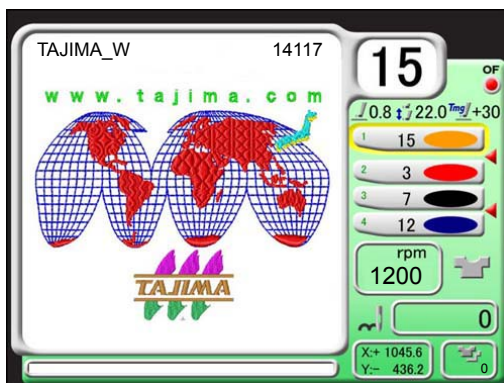 TAJIMA_W 14117
15
OF
www.tajima.com
0.8 22.0 Tmg +30
1 15
2 3
3 7
4 12
TAJIMA
rpm
1200
0
X:+ 1045.6
Y:- 436.2
0